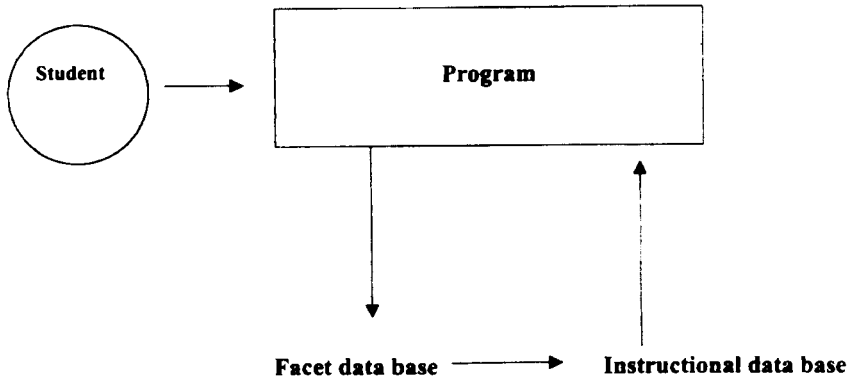 Student
Program
Facet data base
Instructional data base